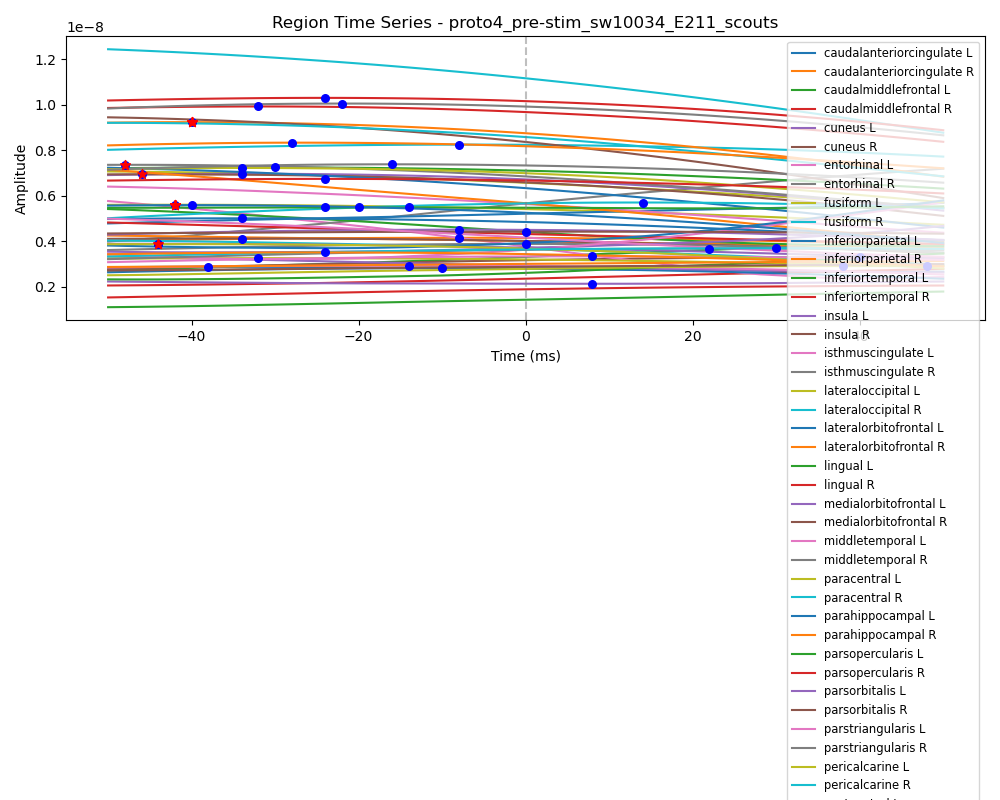 Region Time Series - proto4_pre-stim_sw10034_E211_scouts
1e−8
1.2
1.0
0.8
0.6
0.4
0.2
Amplitude
−40
−20
0
20
Time (ms)
caudalanteriorcingulate L
caudalanteriorcingulate R
caudalmiddlefrontal L
caudalmiddlefrontal R
cuneus L
cuneus R
entorhinal L
entorhinal R
fusiform L
fusiform R
inferiorparietal L
inferiorparietal R
inferiortemporal L
inferiortemporal R
insula L
insula R
isthmuscingulate L
isthmuscingulate R
lateraloccipital L
lateraloccipital R
lateralorbitofrontal L
lateralorbitofrontal R
lingual L
lingual R
medialorbitofrontal L
medialorbitofrontal R
middletemporal L
middletemporal R
paracentral L
paracentral R
parahippocampal L
parahippocampal R
parsopercularis L
parsopercularis R
parsorbitalis L
parsorbitalis R
parstriangularis L
parstriangularis R
pericalcarine L
pericalcarine R